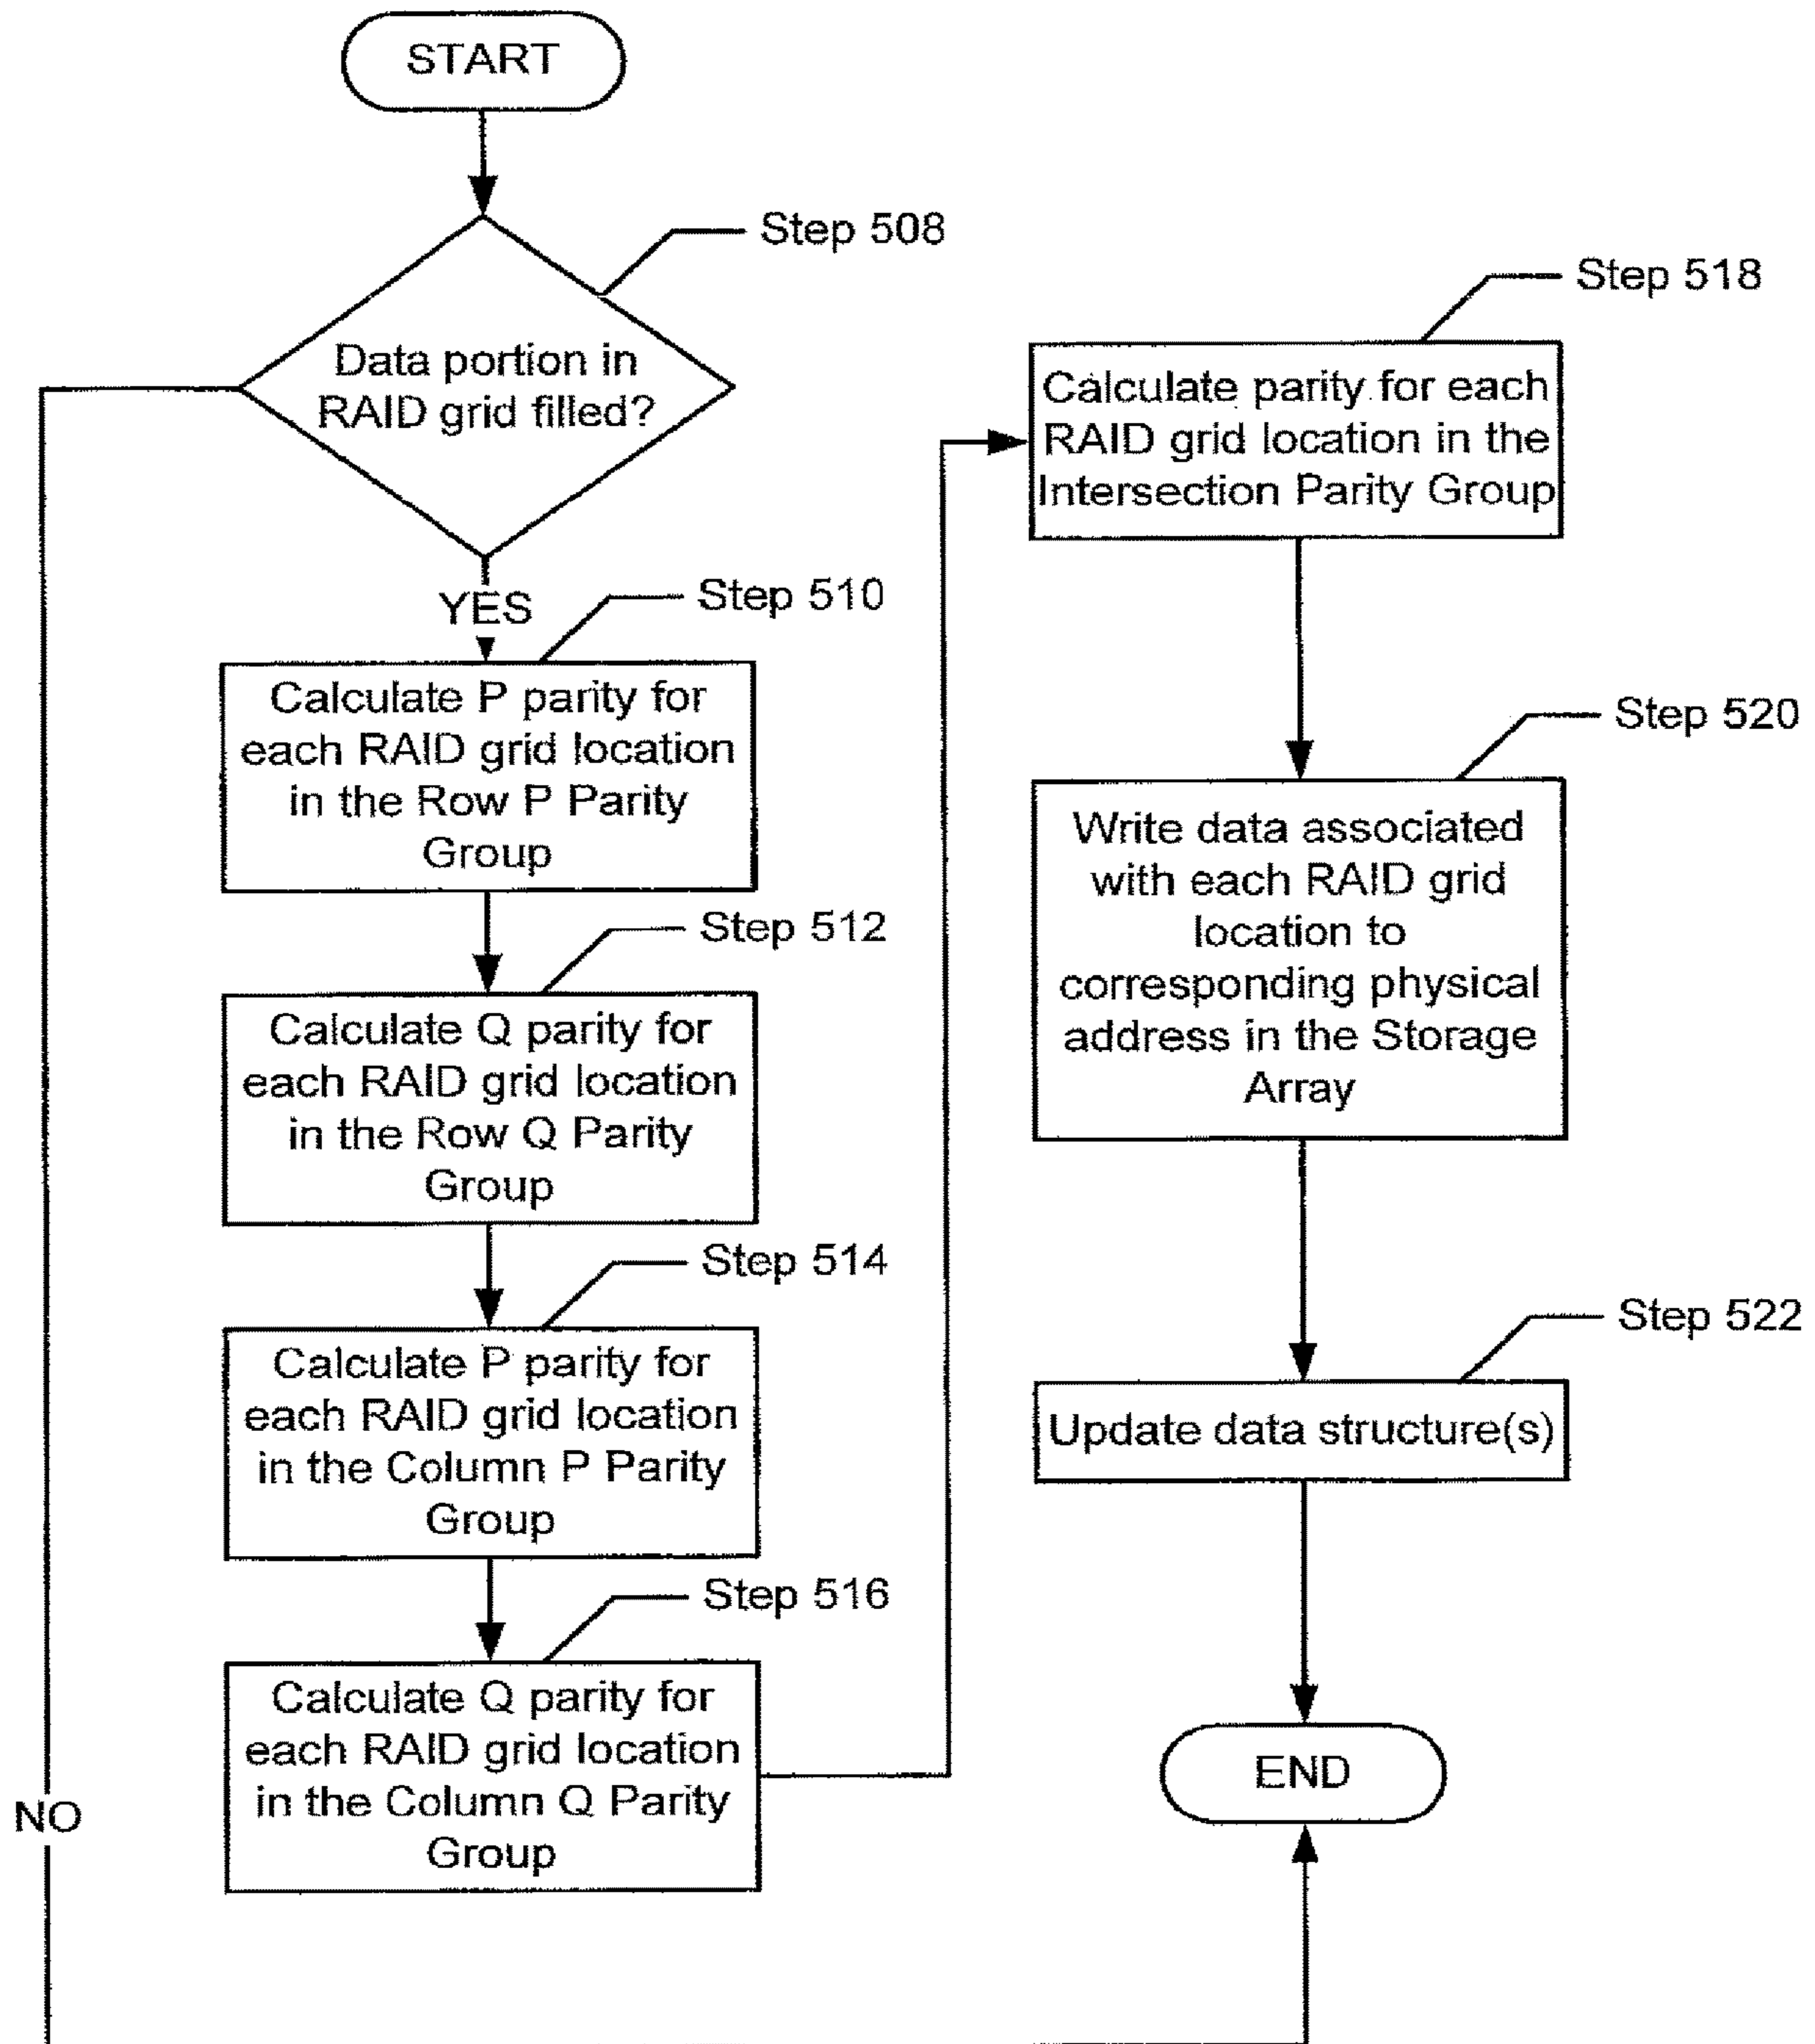 START
Step 508
Data portion in
RAID grid filled?
YES
Step 510
Calculate P parity for
each RAID grid location
in the Row P Parity
Group
Step 512
Calculate Q parity for
each RAID grid location
in the Row Q Parity
Group
Step 514
Calculate P parity for
each RAID grid location
in the Column P Parity
Group
Step 516
Calculate Q parity for
each RAID grid location
in the Column Q Parity
Group
NO
Step 518
Calculate parity for each
RAID grid location in the
Intersection Parity Group
Step 520
Write data associated
with each RAID grid
location to
corresponding physical
address in the Storage
Array
Step 522
Update data structure(s)
END